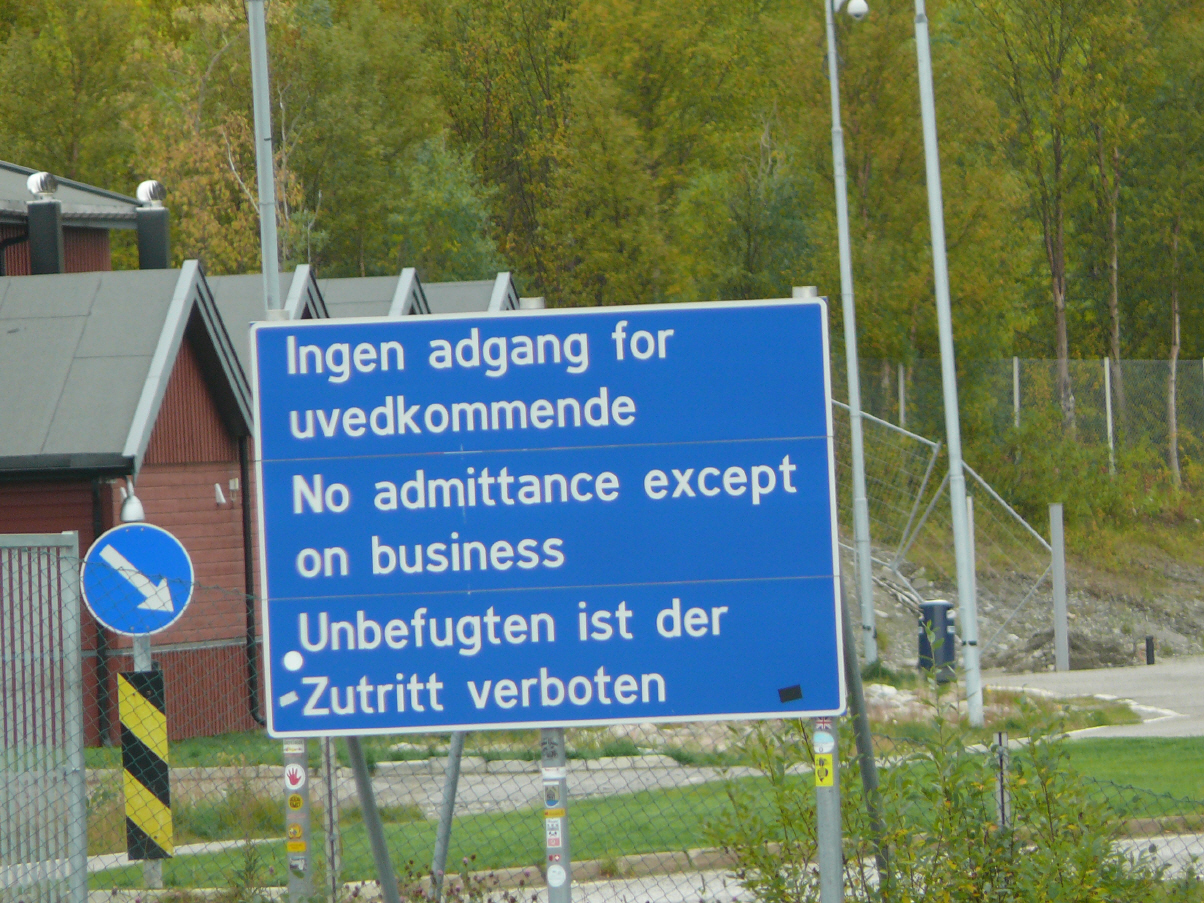 Ingen adgang for
uvedkommende
No admittance except
on business
Unbefugten ist der
Zutritt verboten